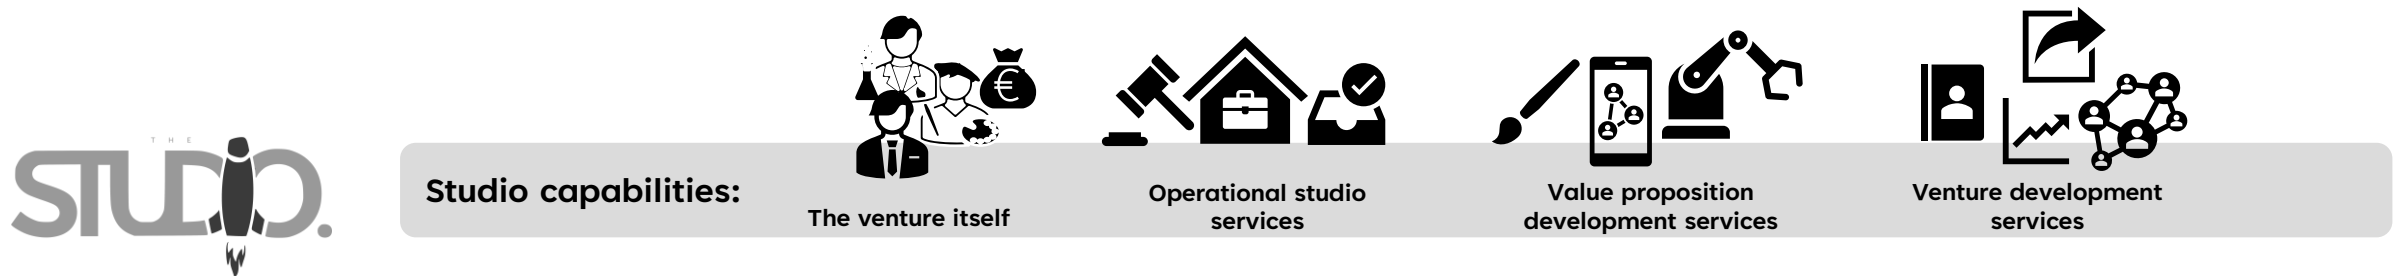 THE
STUDIO.
Studio capabilities:
The venture itself
Operational studio
services
Value proposition
development services
Venture development
services
€